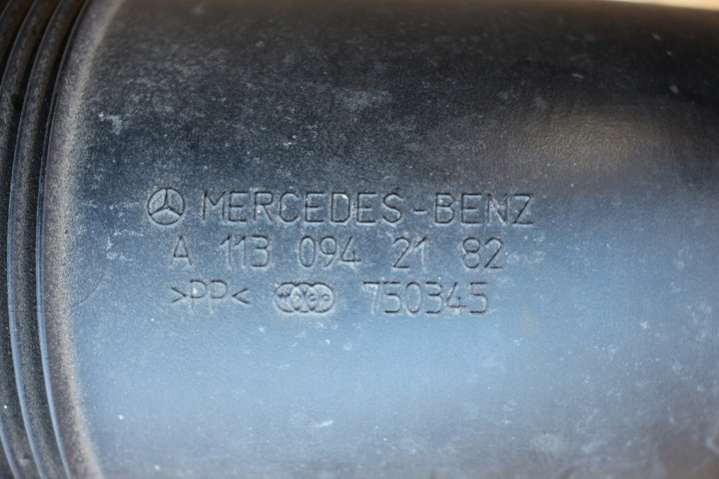 MERCEDES-BENZ
A 113 094 21 82
>PP< 750345